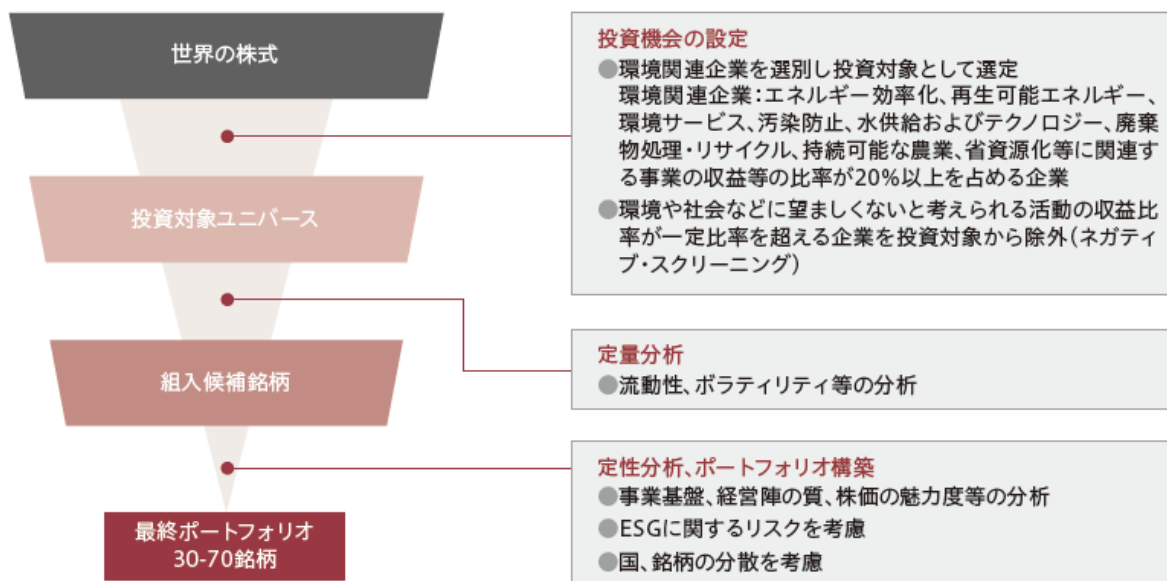 世界の株式
投資対象ユニバース
組入候補銘柄
最終ポートフォリオ
30-70銘柄
投資機会の設定
●環境関連企業を選別し投資対象として選定
環境関連企業：エネルギー効率化、再生可能エネルギー、
環境サービス、汚染防止、水供給およびテクノロジー、廃棄
物処理・リサイクル、持続可能な農業、省資源化等に関連す
る事業の収益等の比率が20%以上を占める企業
●環境や社会などに望ましくないと考えられる活動の収益比
率が一定比率を超える企業を投資対象から除外（ネガティ
ブ・スクリーニング）
定量分析
●流動性、ボラティリティ等の分析
定性分析、ポートフォリオ構築
●事業基盤、経営陣の質、株価の魅力度等の分析
●ESGに関するリスクを考慮
●国、銘柄の分散を考慮